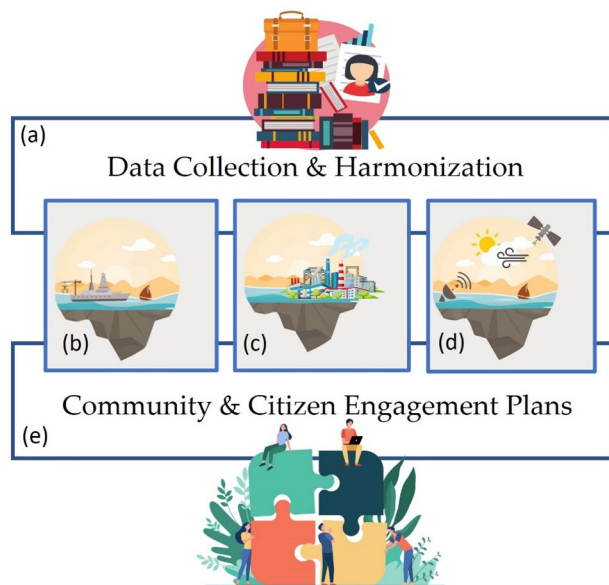 (a)
Data Collection & Harmonization
(b)
(c)
(d)
Community & Citizen Engagement Plans
(e)